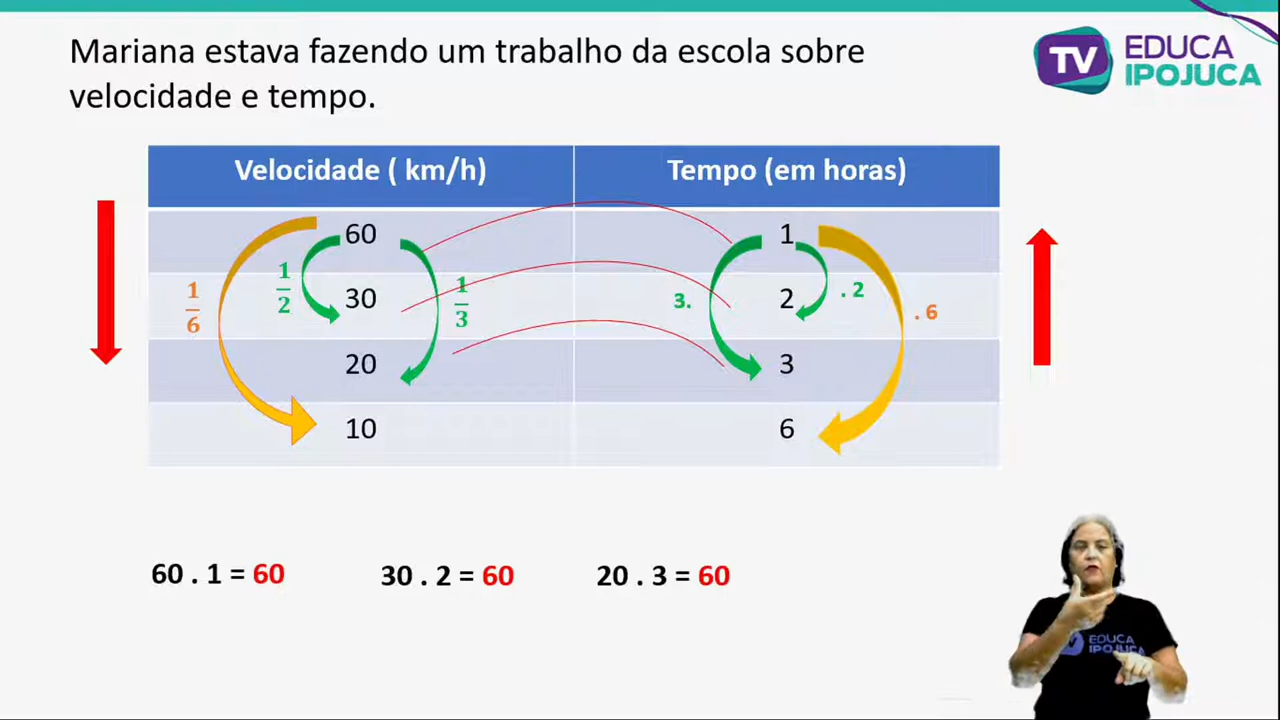 Mariana estava fazendo um trabalho da escola sobre
velocidade e tempo.
TV EDUCA
IPOJUCA
Velocidade ( km/h) Tempo (em horas)
60 1
1/2 . 2
1/6 30 1/3 3. 2 . 6
20 3
10 6
60 . 1 = 60 30 . 2 = 60 20 . 3 = 60
EDUCA
IPOJUCA